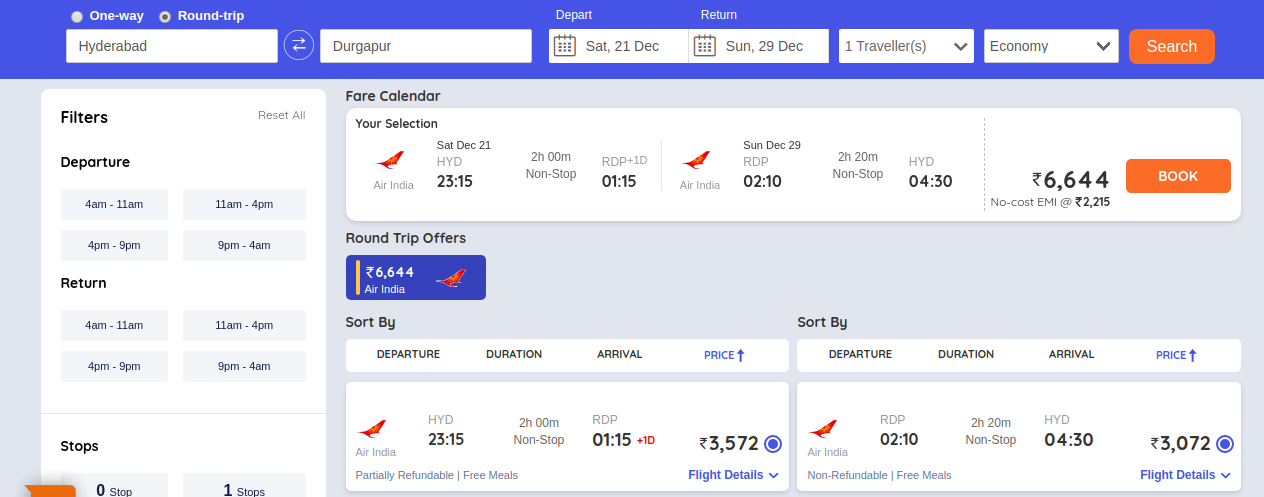 One-way Round-trip Depart Return
Hyderabad Durgapur Sat, 21 Dec Sun, 29 Dec 1 Traveller(s) Economy Search
Filters Reset All
Departure
4am - 11am 11am - 4pm
4pm - 9pm 9pm - 4am
Return
4am - 11am 11am - 4pm
4pm - 9pm 9pm - 4am
Stops
0 Stop 1 Stops
Fare Calendar
Your Selection
Sat Dec 21 Sun Dec 29
HYD 2h 00m RDP+1D RDP 2h 20m HYD
Air India 23:15 Non-Stop 01:15 Air India 02:10 Non-Stop 04:30
₹6,644 BOOK
No-cost EMI @ ₹2,215
Round Trip Offers
₹6,644
Air India
Sort By
DEPARTURE DURATION ARRIVAL PRICE
HYD 2h 00m RDP
23:15 Non-Stop 01:15 +1D ₹3,572
Air India
Partially Refundable | Free Meals Flight Details
Sort By
DEPARTURE DURATION ARRIVAL PRICE
RDP 2h 20m HYD
02:10 Non-Stop 04:30 ₹3,072
Air India
Non-Refundable | Free Meals Flight Details